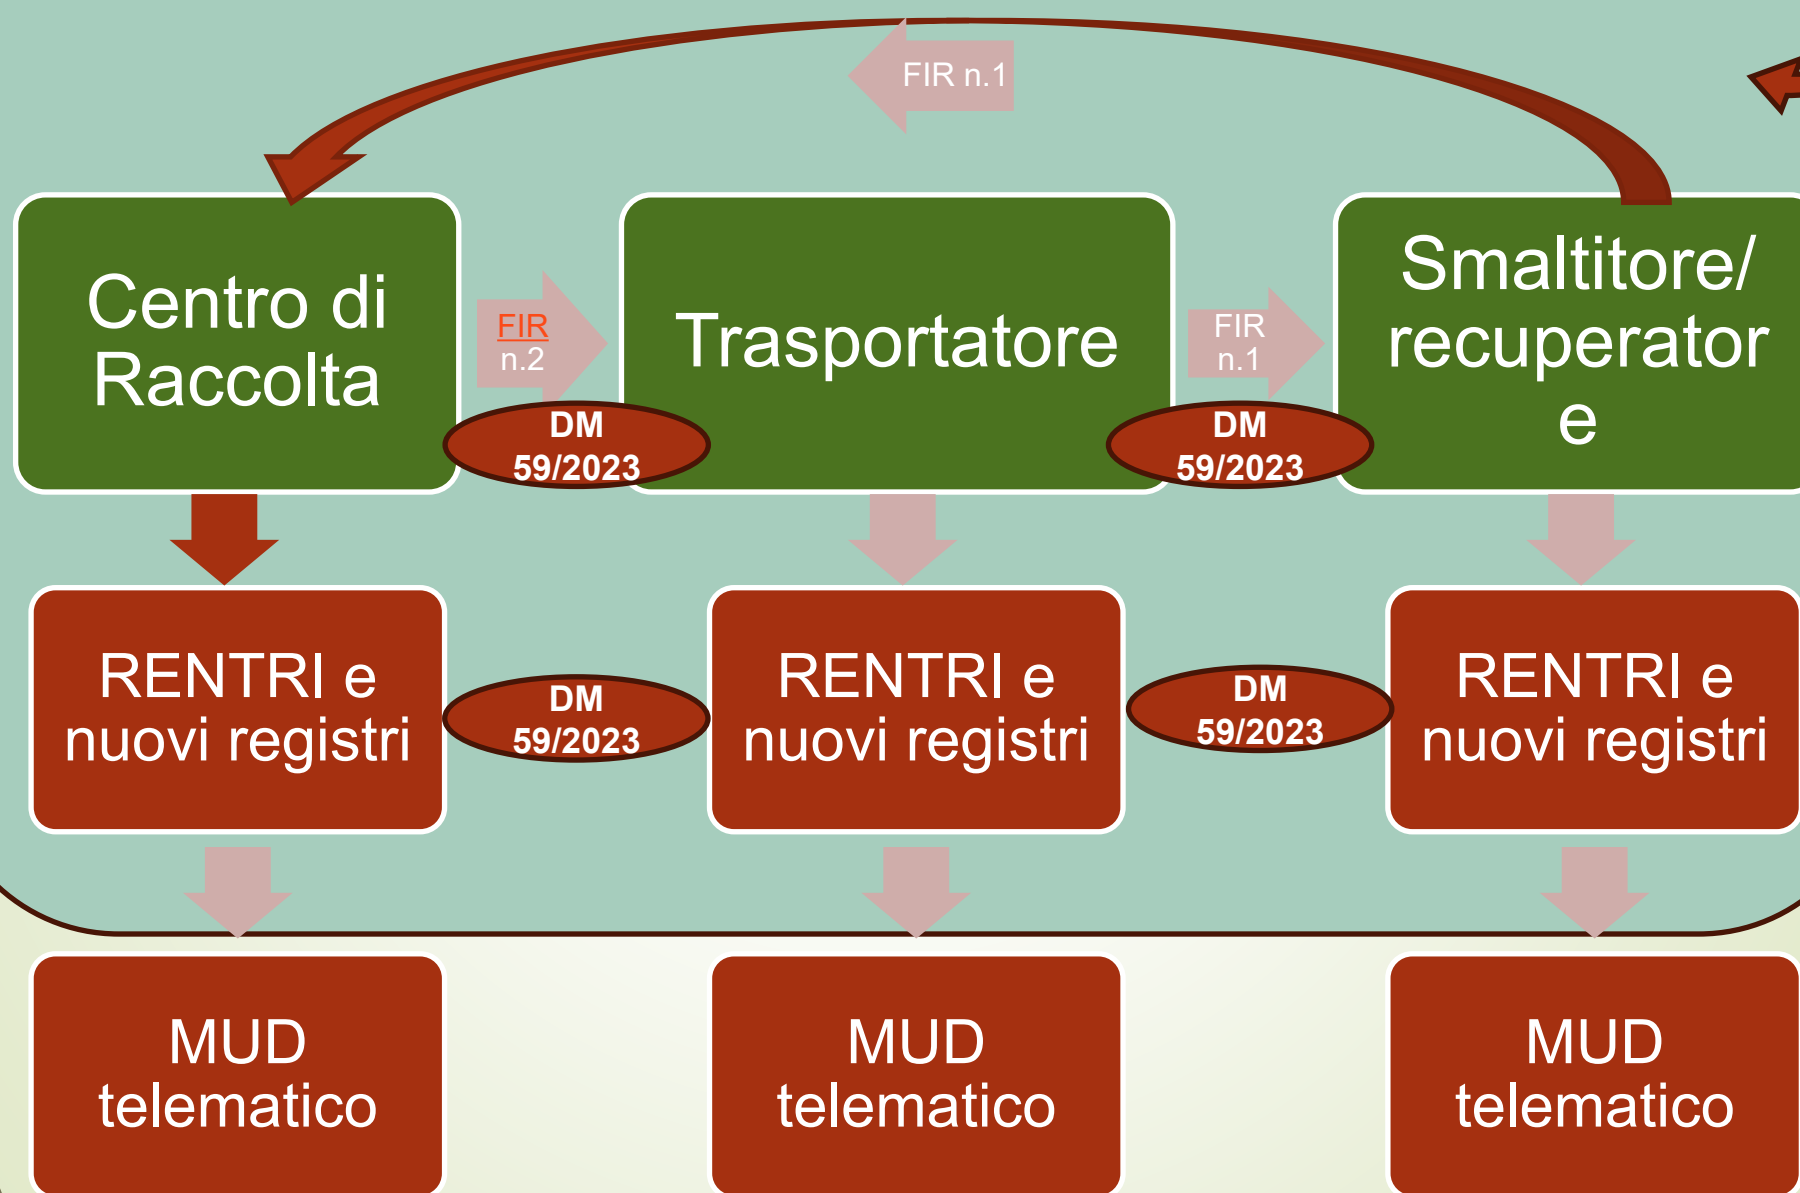 FIR n.1
Centro di
Raccolta
FIR
n.2
Trasportatore
FIR
n.1
Smaltitore/
recuperator
e
DM
59/2023
DM
59/2023
RENTRI e
nuovi registri
DM
59/2023
RENTRI e
nuovi registri
DM
59/2023
RENTRI e
nuovi registri
MUD
telematico
MUD
telematico
MUD
telematico